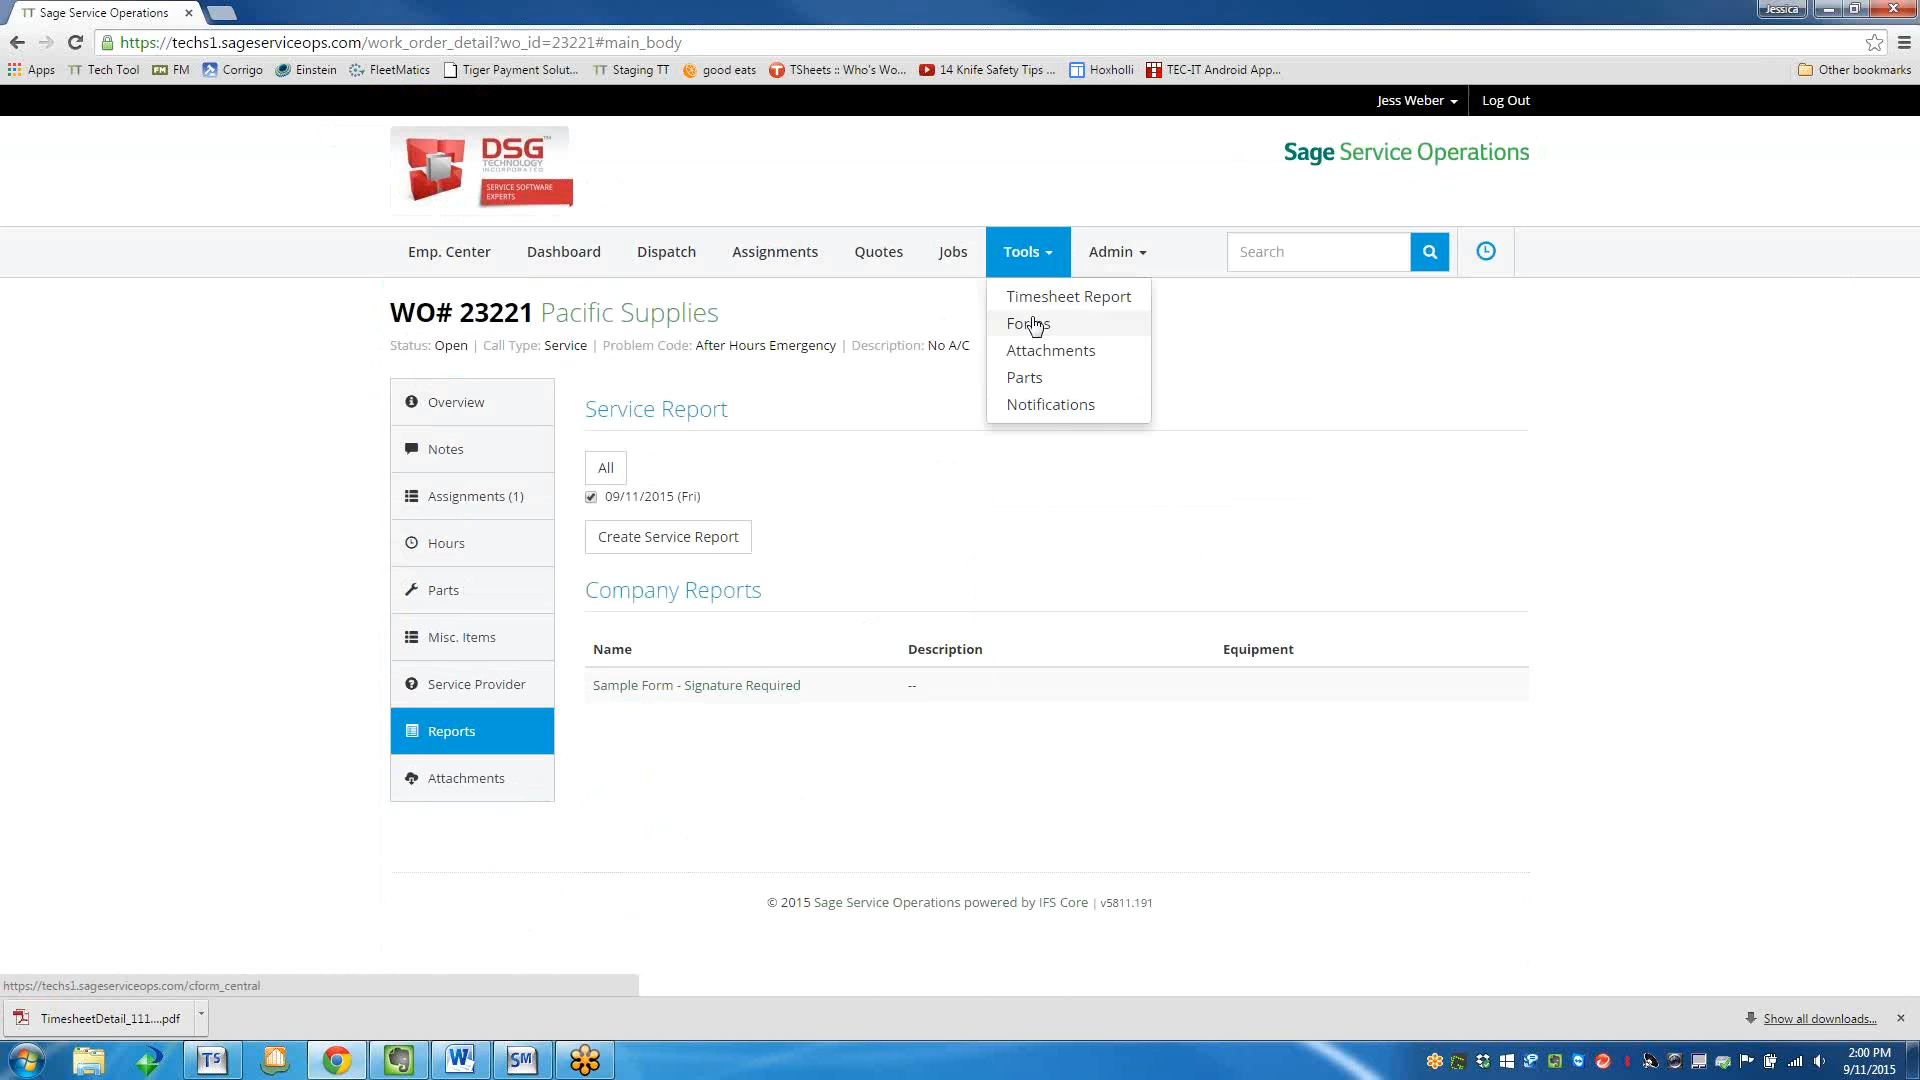 Sage Service Operations
Jessica
https://techs1.sageserviceops.com/work_order_detail?wo_id=23221#main_body
Apps TT Tech Tool FM FM Corrigo Einstein FleetMatics Tiger Payment Solut... TT Staging TT good eats TSheets :: Who's Wo... 14 Knife Safety Tips ... Hoxholli TEC-IT Android App... Other bookmarks
Jess Weber Log Out
DSG
TECHNOLOGY
INCORPORATED
SERVICE SOFTWARE
EXPERTS
Sage Service Operations
Emp. Center Dashboard Dispatch Assignments Quotes Jobs Tools Admin Search
Timesheet Report
Forms
Attachments
Parts
Notifications
WO# 23221 Pacific Supplies
Status: Open | Call Type: Service | Problem Code: After Hours Emergency | Description: No A/C
Overview
Notes
Assignments (1)
Hours
Parts
Misc. Items
Service Provider
Reports
Attachments
Service Report
All
09/11/2015 (Fri)
Create Service Report
Company Reports
Name Description Equipment
Sample Form - Signature Required --
© 2015 Sage Service Operations powered by IFS Core | v5811.191
https://techs1.sageserviceops.com/cform_central
TimesheetDetail_111....pdf
Show all downloads...
TS W SM
2:00 PM
9/11/2015